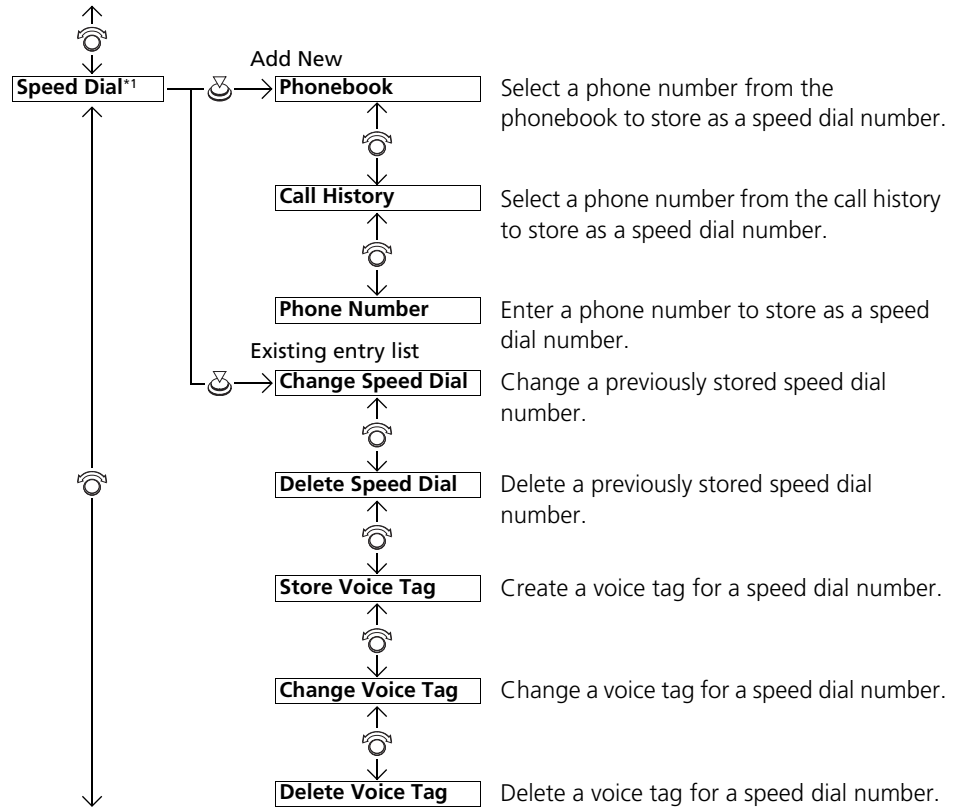 Add New
Speed Dial*1
Phonebook
Select a phone number from the
phonebook to store as a speed dial number.
Call History
Select a phone number from the call history
to store as a speed dial number.
Phone Number
Enter a phone number to store as a speed
dial number.
Existing entry list
Change Speed Dial
Change a previously stored speed dial
number.
Delete Speed Dial
Delete a previously stored speed dial
number.
Store Voice Tag
Create a voice tag for a speed dial number.
Change Voice Tag
Change a voice tag for a speed dial number.
Delete Voice Tag
Delete a voice tag for a speed dial number.